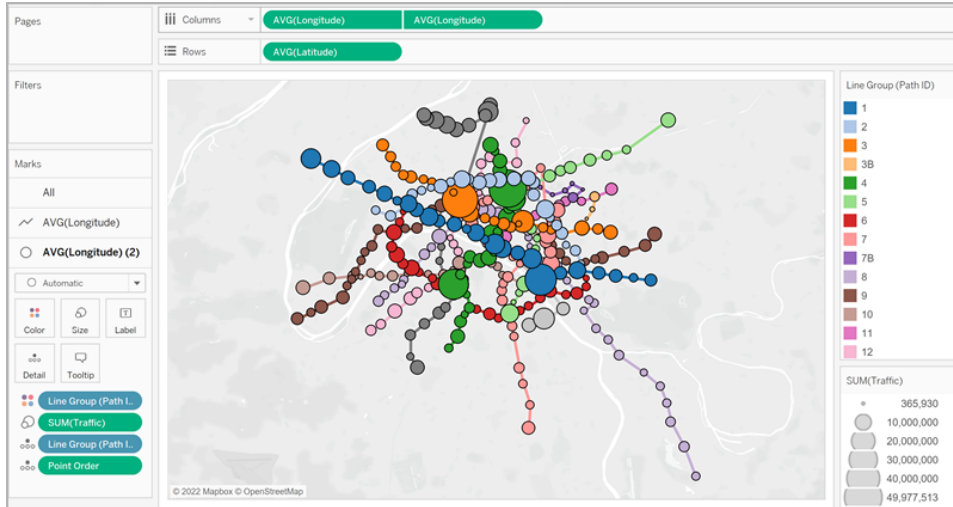 Pages
Columns
AVG(Longitude)
AVG(Longitude)
Rows
AVG(Latitude)
Filters
Marks
All
AVG(Longitude)
AVG(Longitude) (2)
Automatic
Color
Size
Label
Detail
Tooltip
Line Group (Path I..
SUM(Traffic)
Line Group (Path I..
Point Order
© 2022 Mapbox © OpenStreetMap
Line Group (Path ID)
1
2
3
3B
4
5
6
7
7B
8
9
10
11
12
SUM(Traffic)
365,930
10,000,000
20,000,000
30,000,000
40,000,000
49,977,513